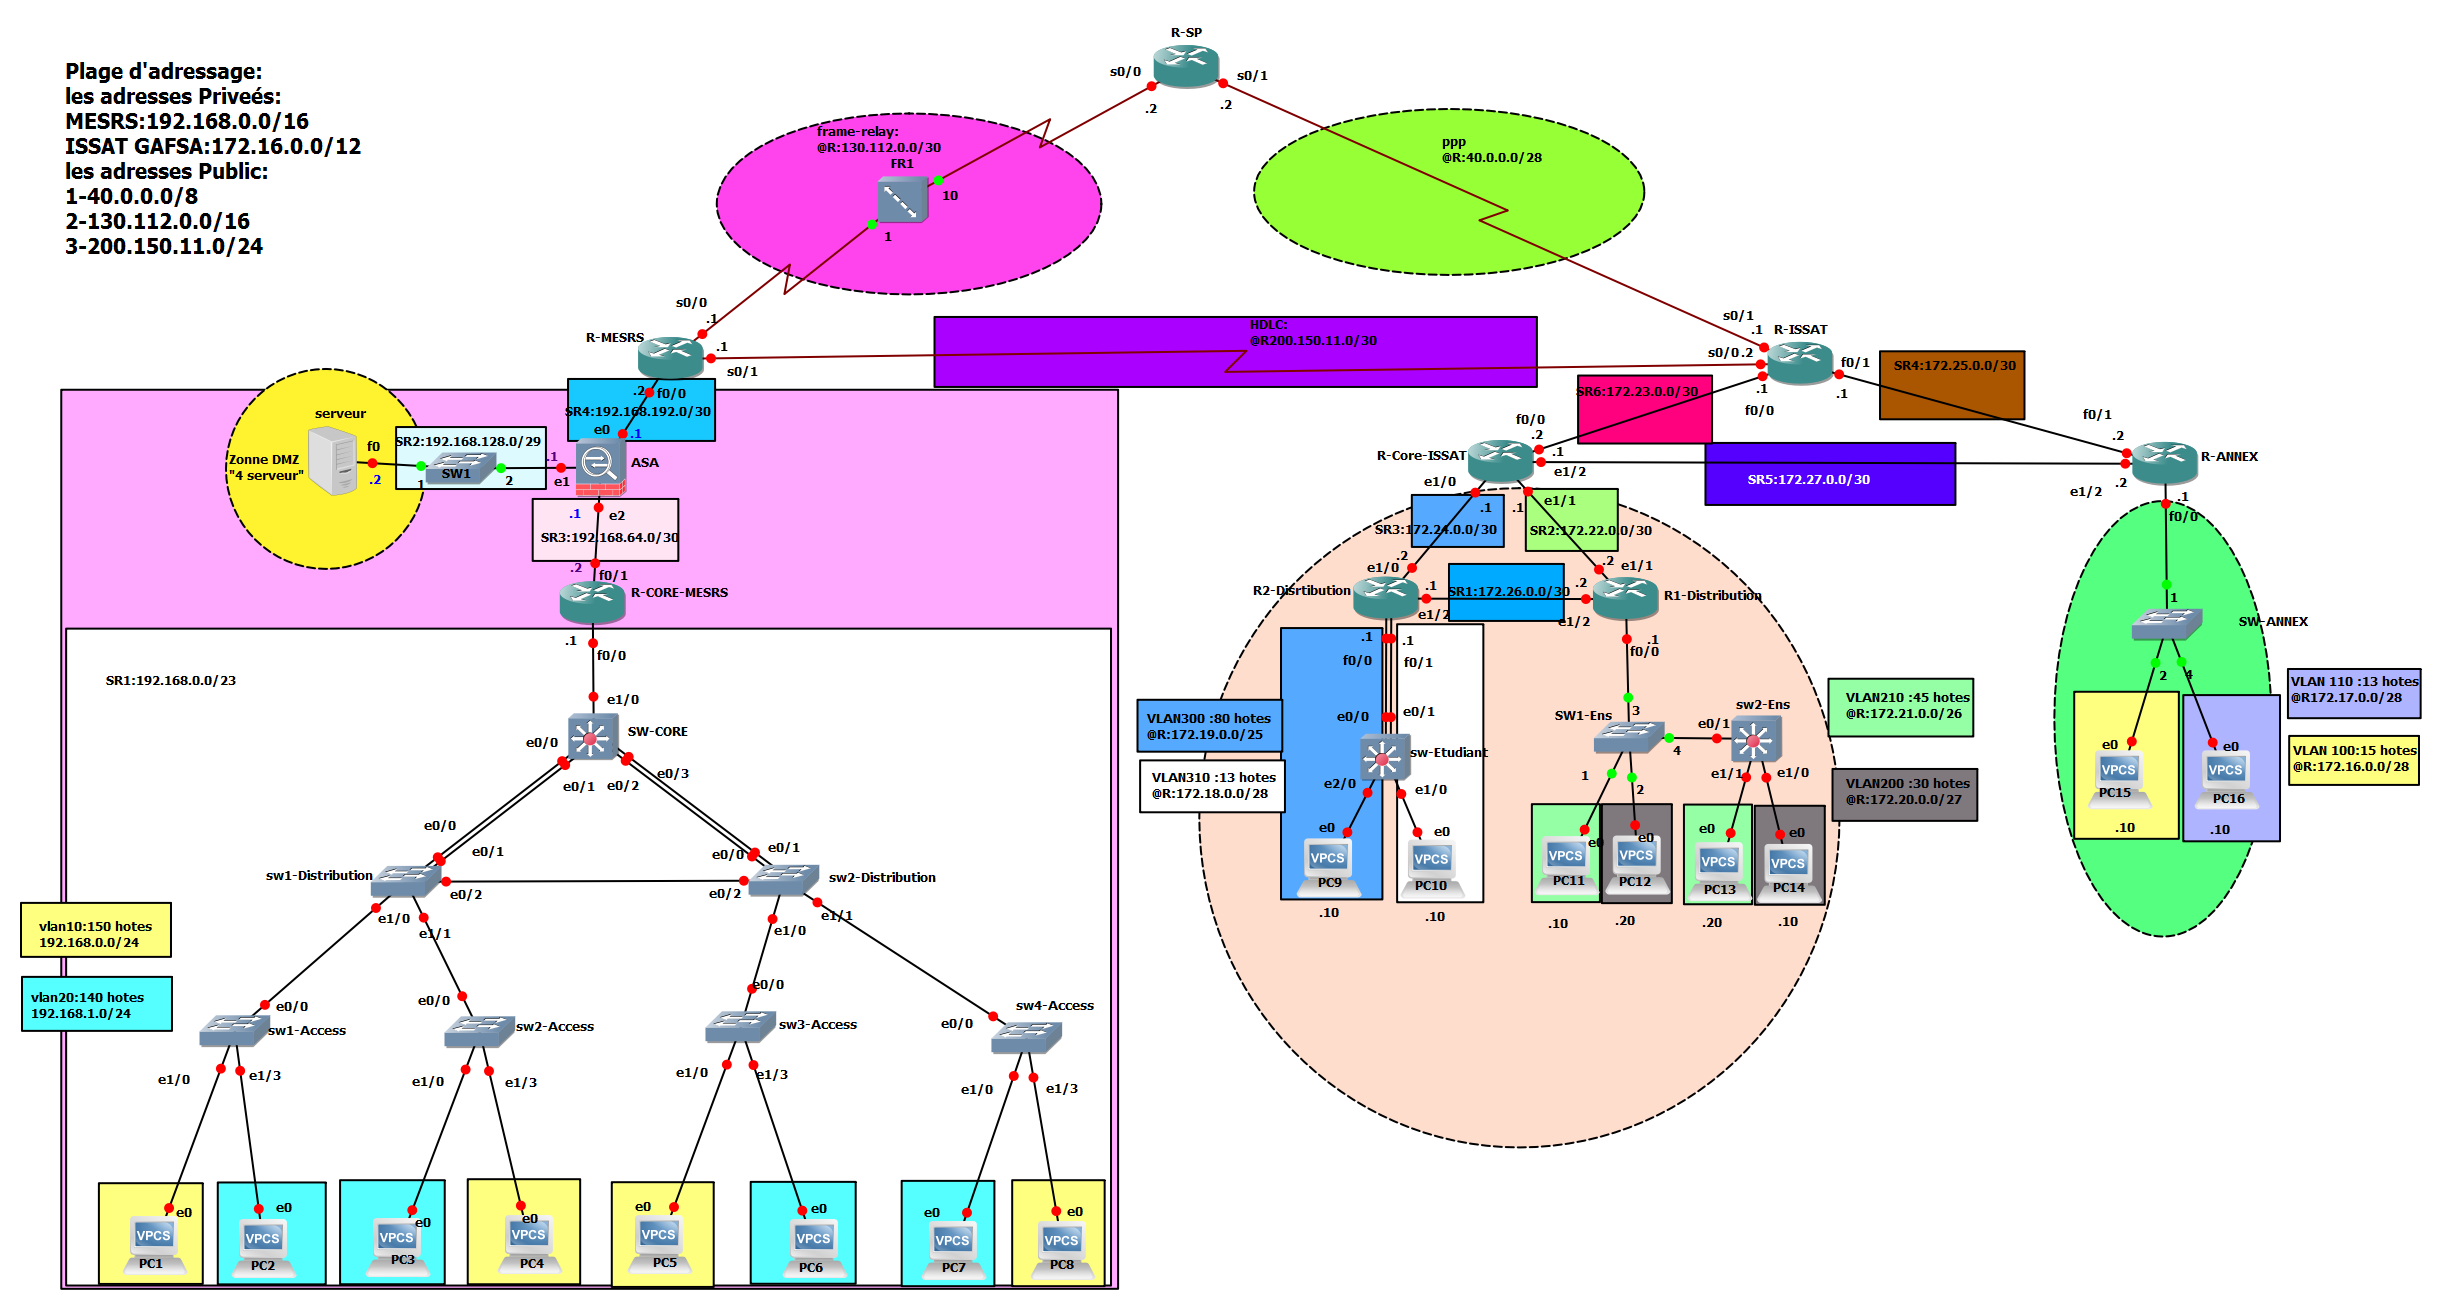 Plage d'adressage:
les adresses Priveés:
MESRS:192.168.0.0/16
ISSAT GAFSA:172.16.0.0/12
les adresses Public:
1-40.0.0.0/8
2-130.112.0.0/16
3-200.150.11.0/24
R-SP
s0/0
s0/1
.2
.2
frame-relay:
@R:130.112.0.0/30
FR1
10
1
ppp
@R:40.0.0.0/28
s0/0
.1
R-MESRS
.1
s0/1
HDLC:
@R200.150.11.0/30
s0/1
.1
R-ISSAT
s0/0
.2
f0/1
.1
.1
f0/0
SR4:172.25.0.0/30
SR6:172.23.0.0/30
f0/1
.2
R-ANNEX
.2
e1/2
.1
f0/0
f0/0
.2
R-Core-ISSAT
.1
e1/2
SR5:172.27.0.0/30
e1/0
.1
.1
e1/1
SR3:172.24.0.0/30
SR2:172.22.0.0/30
.2
e1/0
.2
e1/1
R2-Disrtibution
.1
SR1:172.26.0.0/30
.2
R1-Distribution
e1/2
e1/2
.1
.1
f0/0
f0/1
.1
f0/0
.2
f0/0
SR4:192.168.192.0/30
e0
.1
serveur
f0
Zonne DMZ
"4 serveur"
.2
SR2:192.168.128.0/29
1
SW1
2
.1
e1
ASA
.1
e2
SR3:192.168.64.0/30
.2
f0/1
R-CORE-MESRS
.1
f0/0
SR1:192.168.0.0/23
e1/0
SW-CORE
e0/0
e0/1
e0/3
e0/2
e0/0
e0/1
sw1-Distribution
e0/2
e1/0
e1/1
e0/0
e0/1
e0/2
sw2-Distribution
e1/0
e1/1
vlan10:150 hotes
192.168.0.0/24
vlan20:140 hotes
192.168.1.0/24
e0/0
sw1-Access
e1/0
e1/3
e0/0
sw2-Access
e1/0
e1/3
e0/0
sw3-Access
e1/0
e1/3
e0/0
sw4-Access
e1/0
e1/3
e0
VPCS
PC1
e0
VPCS
PC2
e0
VPCS
PC3
e0
VPCS
PC4
e0
VPCS
PC5
e0
VPCS
PC6
e0
VPCS
PC7
e0
VPCS
PC8
VLAN300 :80 hotes
@R:172.19.0.0/25
VLAN310 :13 hotes
@R:172.18.0.0/28
e0/0
e0/1
sw-Etudiant
e2/0
e1/0
e0
VPCS
PC9
.10
e0
VPCS
PC10
.10
SW1-Ens
3
4
1
2
e0/1
sw2-Ens
e1/1
e1/0
e0
VPCS
PC11
.10
e0
VPCS
PC12
.20
e0
VPCS
PC13
.20
e0
VPCS
PC14
.10
VLAN210 :45 hotes
@R:172.21.0.0/26
VLAN200 :30 hotes
@R:172.20.0.0/27
1
SW-ANNEX
2
4
e0
VPCS
PC15
.10
e0
VPCS
PC16
.10
VLAN 110 :13 hotes
@R172.17.0.0/28
VLAN 100:15 hotes
@R:172.16.0.0/28